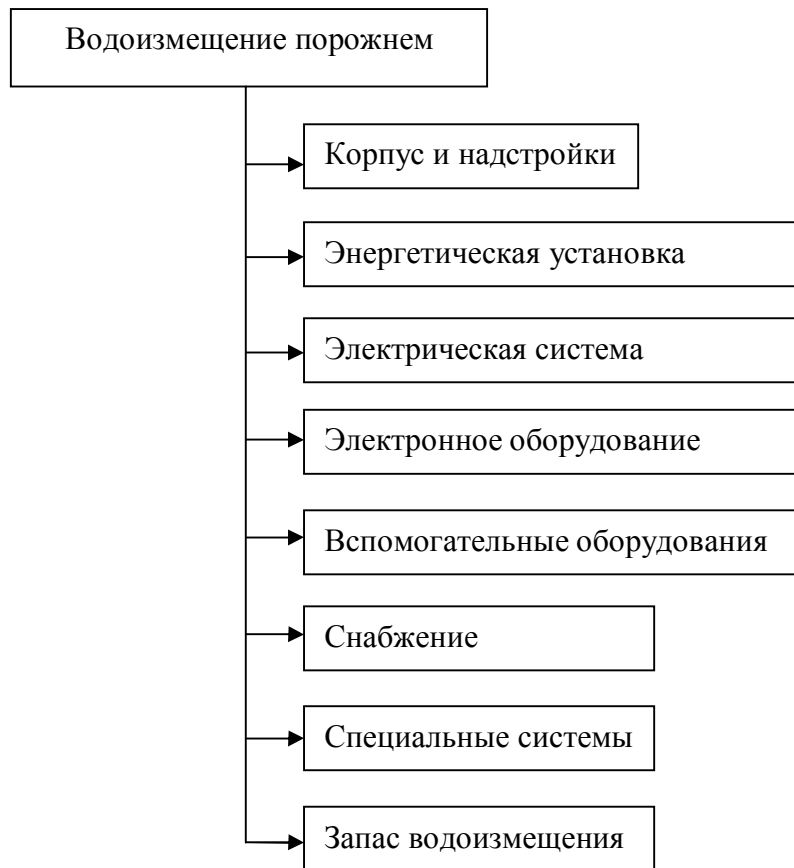 Водоизмещение порожнем
Корпус и надстройки
Энергетическая установка
Электрическая система
Электронное оборудование
Вспомогательные оборудования
Снабжение
Специальные системы
Запас водоизмещения